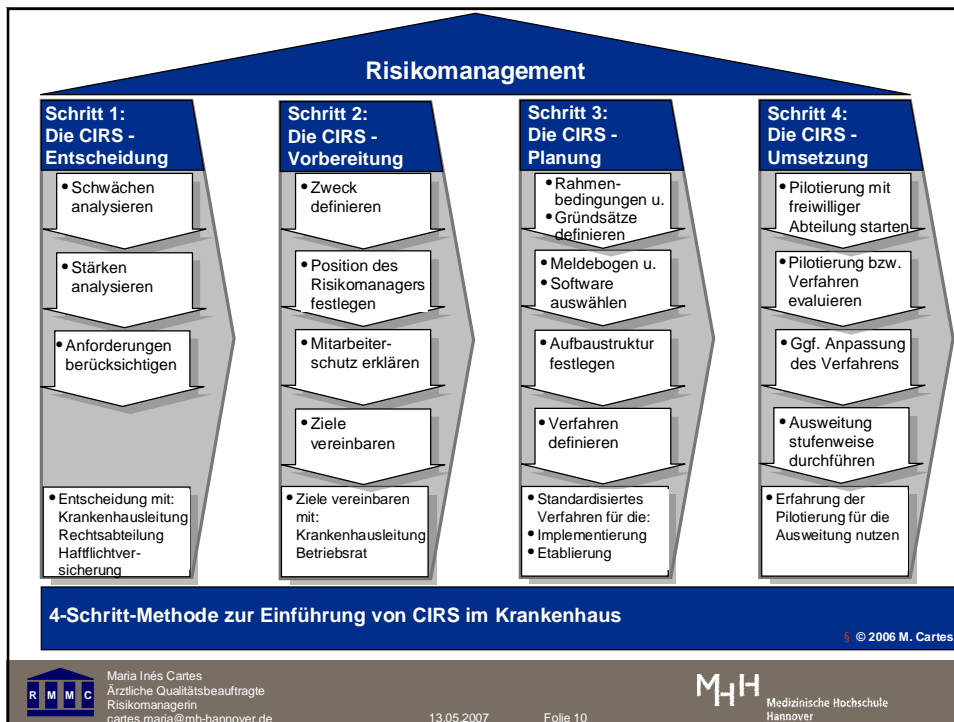 Risikomanagement
Schritt 1:
Die CIRS -
Entscheidung
• Schwächen
analysieren
• Stärken
analysieren
• Anforderungen
berücksichtigen
• Entscheidung mit:
Krankenhausleitung
Rechtsabteilung
Haftflichtver-
sicherung
Schritt 2:
Die CIRS -
Vorbereitung
• Zweck
definieren
• Position des
Risikomanagers
festlegen
• Mitarbeiter-
schutz erklären
• Ziele
vereinbaren
• Ziele vereinbaren
mit:
Krankenhausleitung
Betriebsrat
Schritt 3:
Die CIRS -
Planung
• Rahmen-
bedingungen u.
• Gründsätze
definieren
• Meldebogen u.
• Software
auswählen
• Aufbaustruktur
festlegen
• Verfahren
definieren
• Standardisiertes
Verfahren für die:
• Implementierung
• Etablierung
Schritt 4:
Die CIRS -
Umsetzung
• Pilotierung mit
freiwilliger
Abteilung starten
• Pilotierung bzw.
Verfahren
evaluieren
• Ggf. Anpassung
des Verfahrens
• Ausweitung
stufenweise
durchführen
• Erfahrung der
Pilotierung für die
Ausweitung nutzen
4-Schritt-Methode zur Einführung von CIRS im Krankenhaus
§ © 2006 M. Cartes
R M M C
Maria Inés Cartes
Ärztliche Qualitätsbeauftragte
Risikomanagerin
cartes.maria@mh-hannover.de
13.05.2007
Folie 10
MHH
Medizinische Hochschule
Hannover